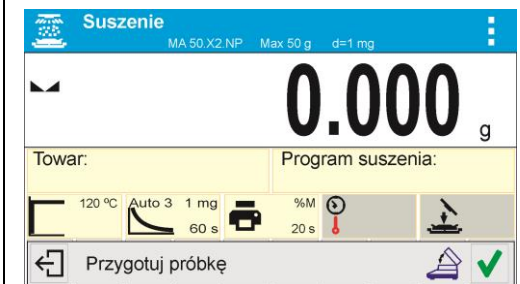 Suszenie
MA 50.X2.NP Max 50 g d=1 mg
0.000 g
Towar: Program suszenia:
120 °C Auto 3 1 mg %M
60 s 20 s
Przygotuj próbkę